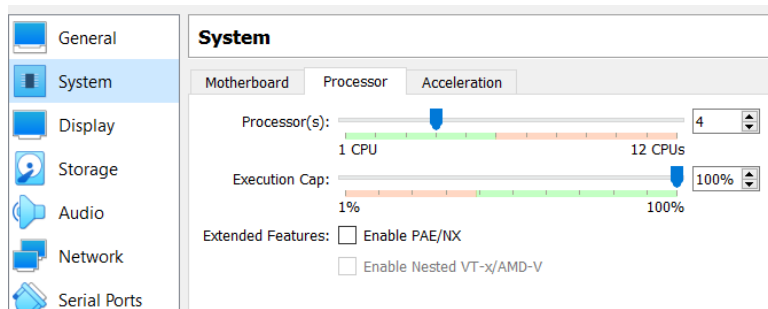 General
System
Display
Storage
Audio
Network
Serial Ports
System
Motherboard Processor Acceleration
Processor(s): 4
1 CPU 12 CPUs
Execution Cap: 100%
1% 100%
Extended Features: Enable PAE/NX
Enable Nested VT-x/AMD-V